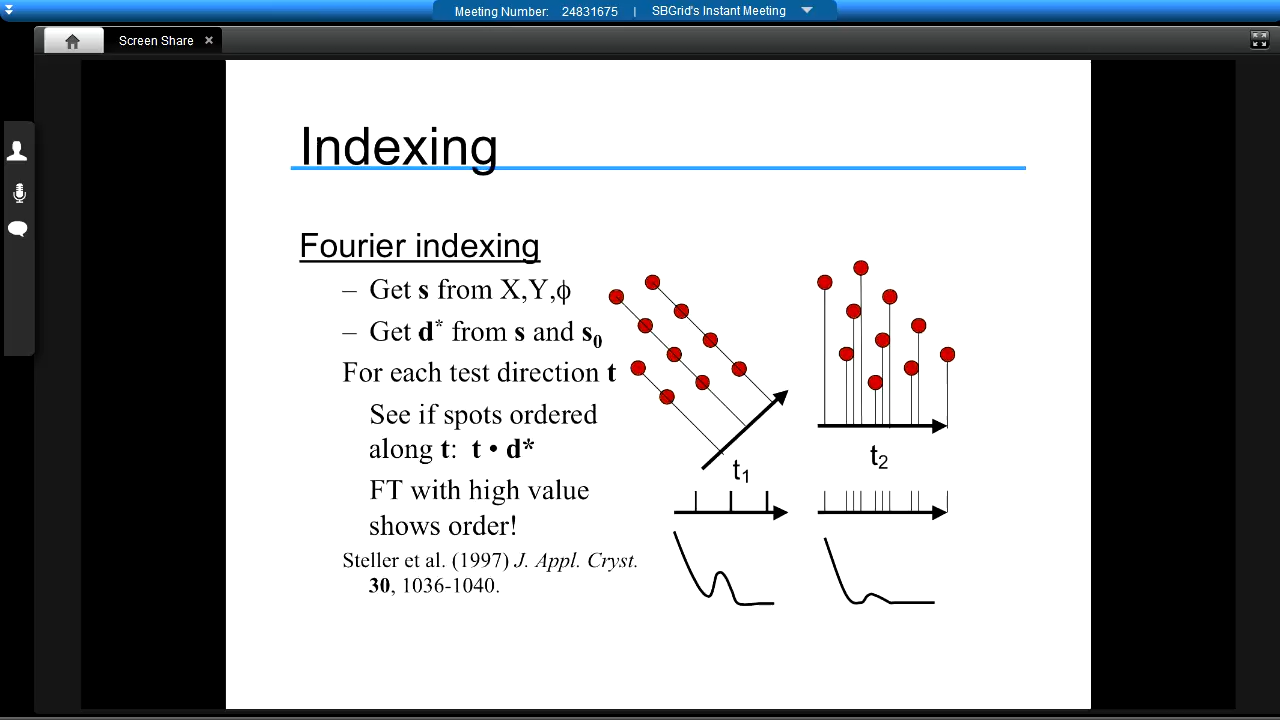 Meeting Number: 24831675 | SBGrid's Instant Meeting
Screen Share ×
Indexing
Fourier indexing
– Get s from X,Y,ϕ
– Get d* from s and s₀
For each test direction t
See if spots ordered
along t: t • d*
FT with high value
shows order!
Steller et al. (1997) J. Appl. Cryst.
30, 1036-1040.
t₁
t₂